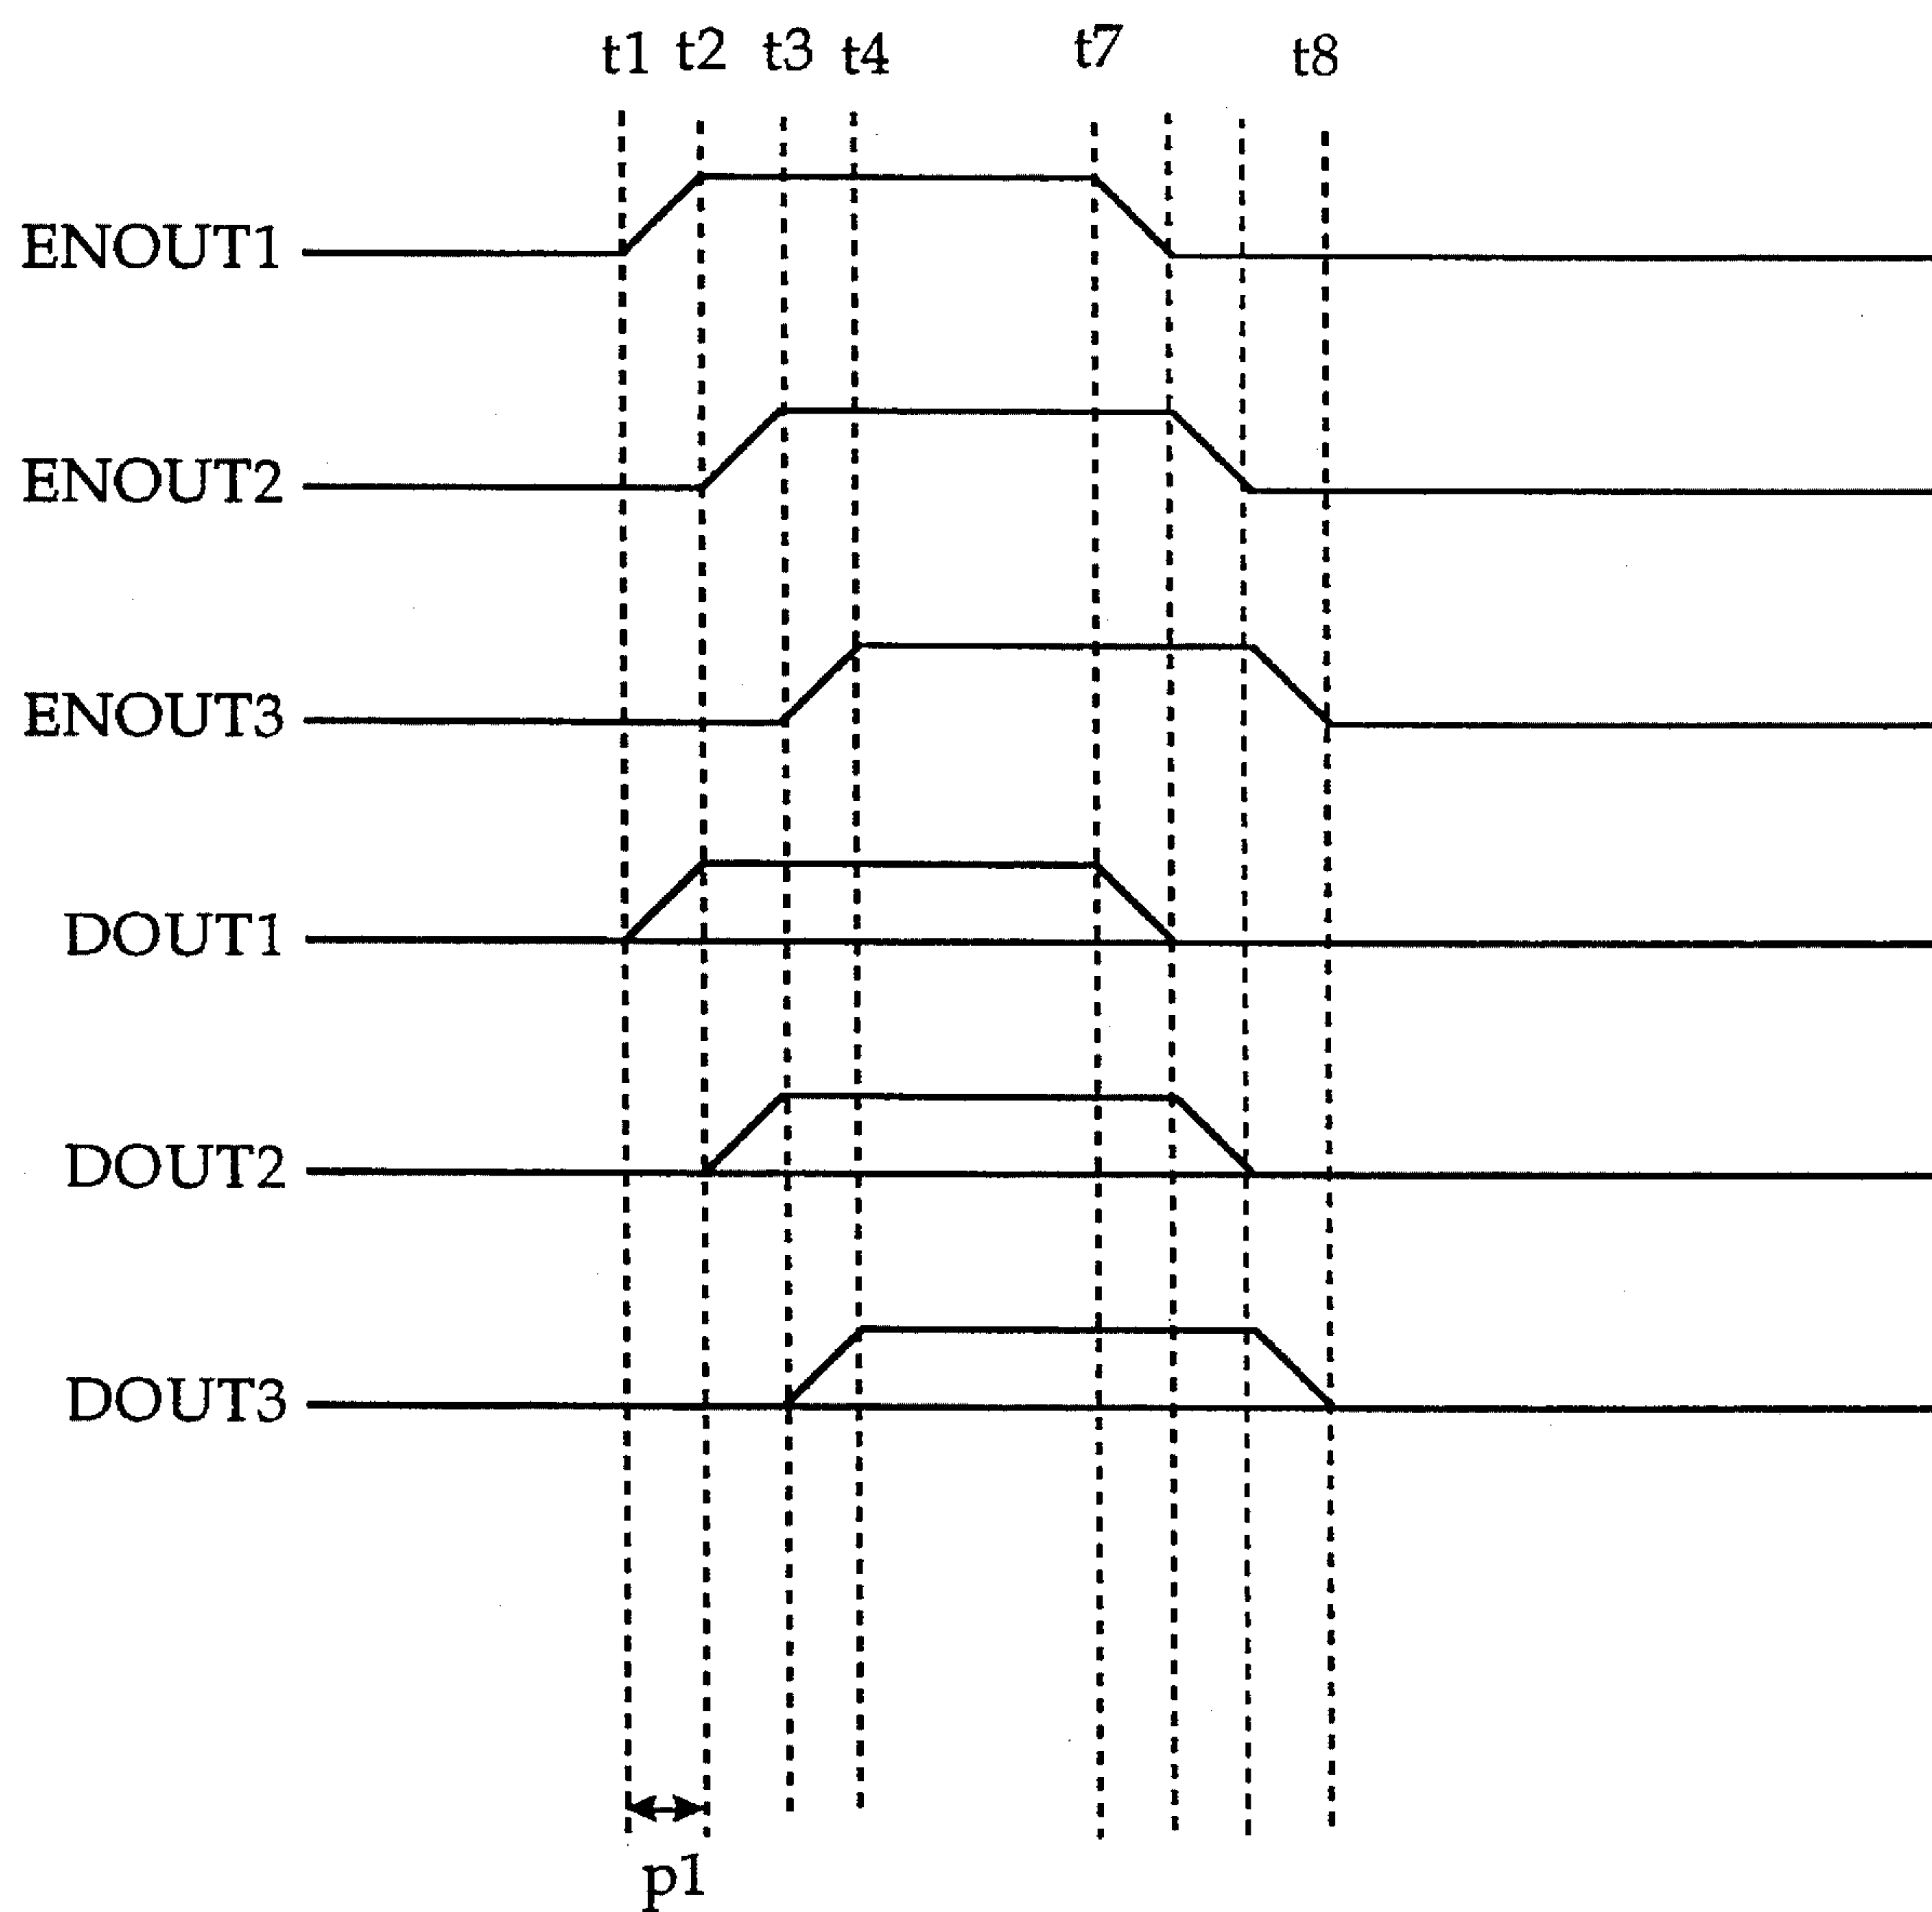 t1 t2 t3 t4 t7 t8
ENOUT1
ENOUT2
ENOUT3
DOUT1
DOUT2
DOUT3
p1